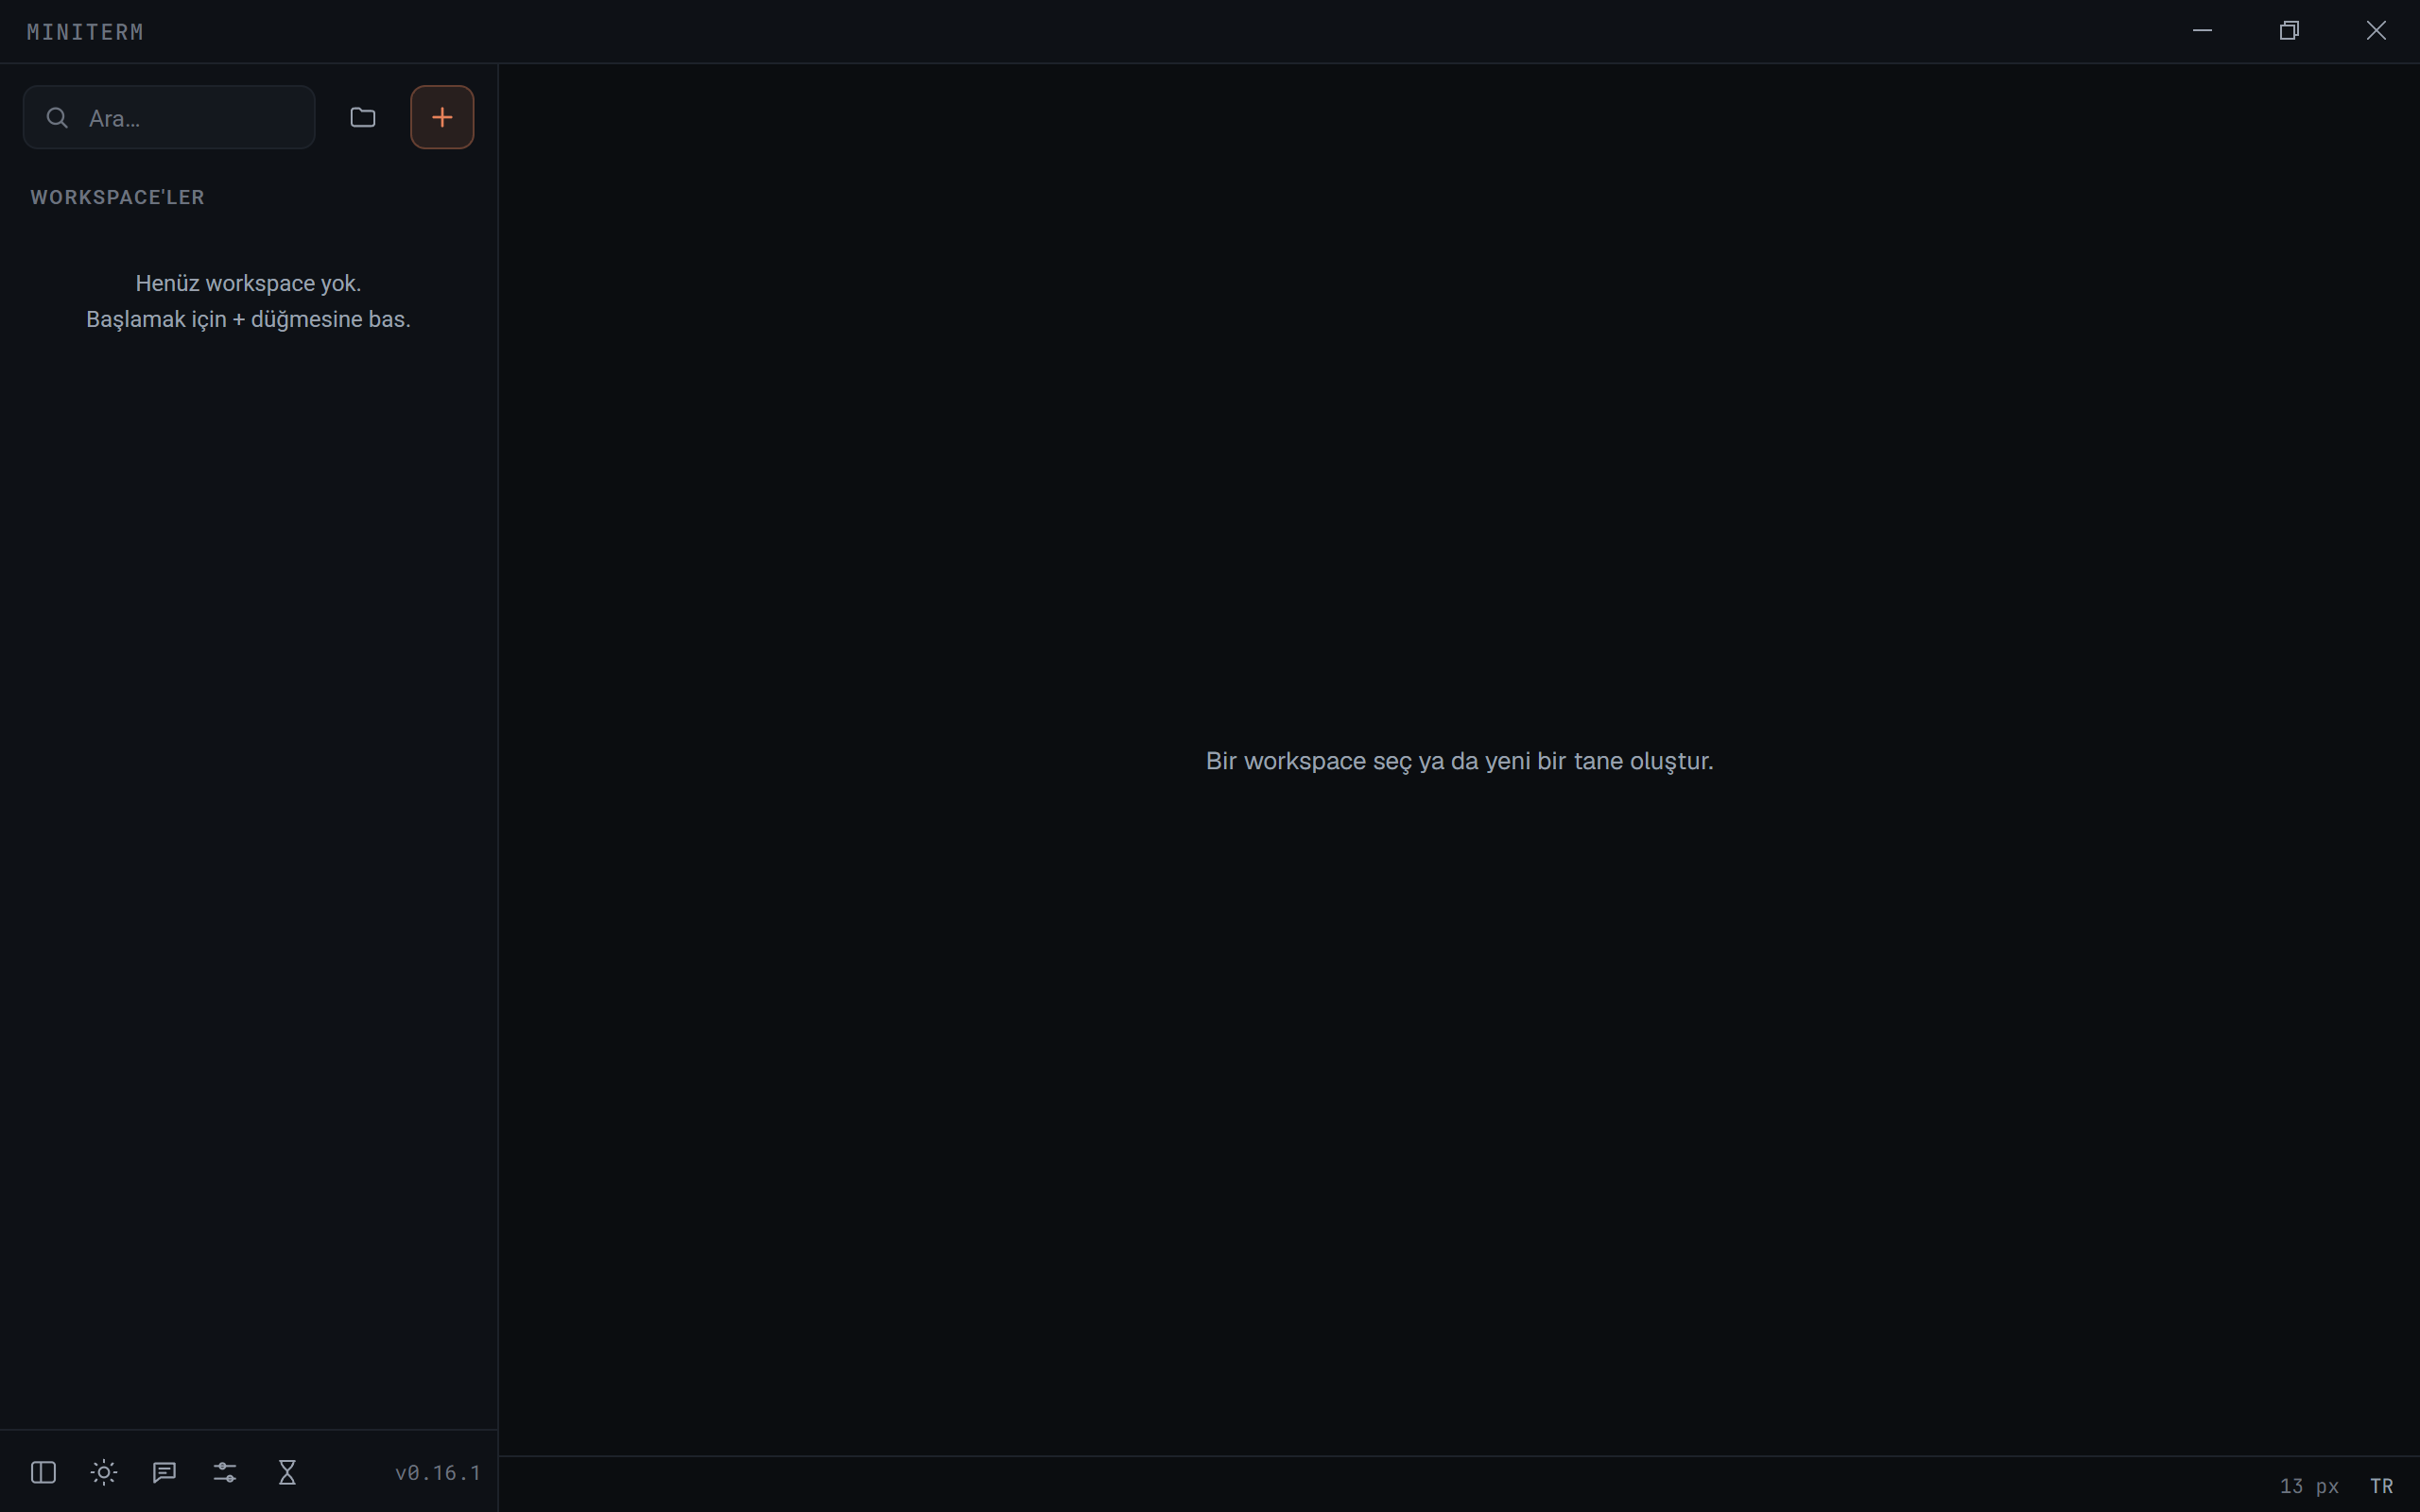 MINITERM
Ara...
WORKSPACE'LER
Henüz workspace yok.
Başlamak için + düğmesine bas.
Bir workspace seç ya da yeni bir tane oluştur.
v0.16.1
13 px TR